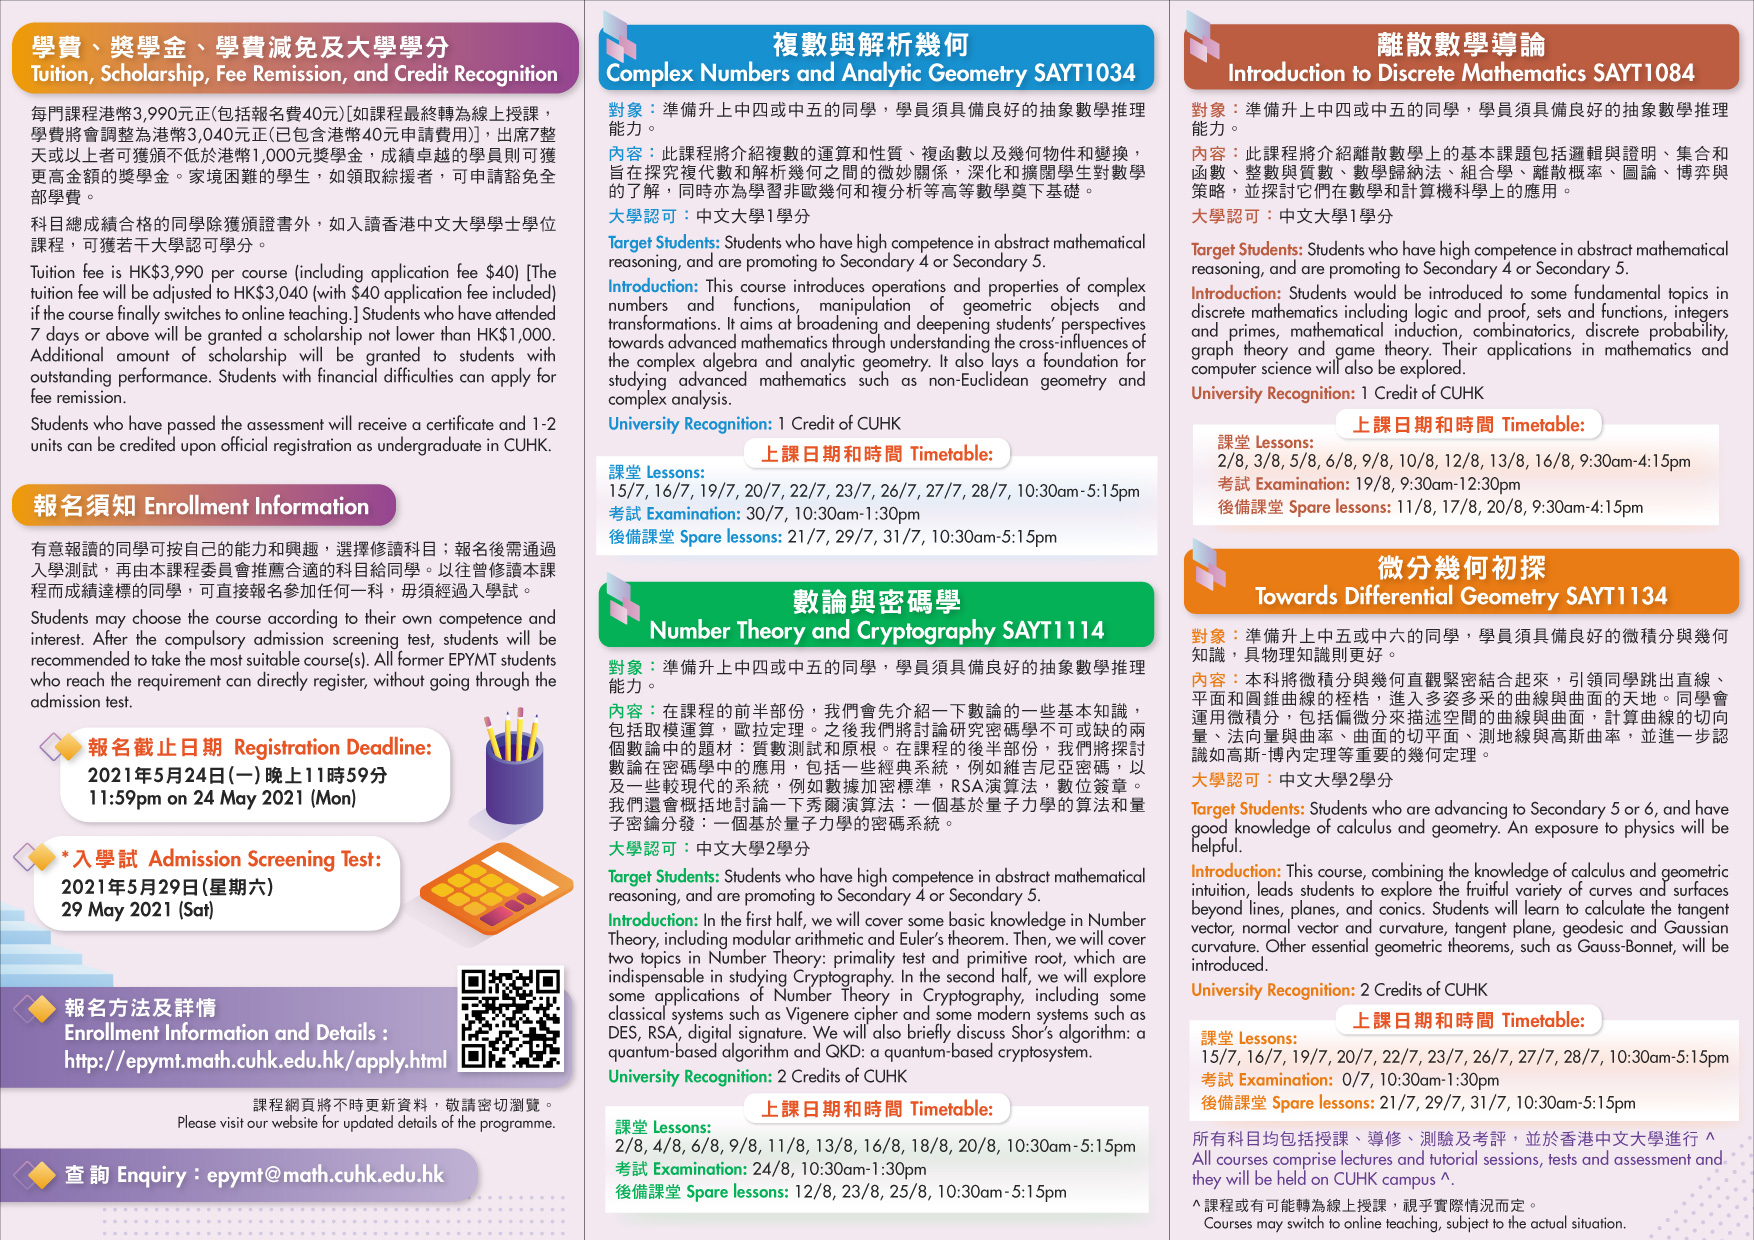 學費、獎學金、學費減免及大學學分
Tuition, Scholarship, Fee Remission, and Credit Recognition
每門課程港幣3,990元正(包括報名費40元)[如課程最終轉為線上授課，
學費將會調整為港幣3,040元正(已包含港幣40元申請費用)]，出席7整
天或以上者可獲頒不低於港幣1,000元獎學金，成績卓越的學員則可獲
更高金額的獎學金。家境困難的學生，如領取綜援者，可申請豁免全
部學費。
科目總成績合格的同學除獲頒證書外，如入讀香港中文大學學士學位
課程，可獲若干大學認可學分。
Tuition fee is HK$3,990 per course (including application fee $40) [The
tuition fee will be adjusted to HK$3,040 (with $40 application fee included)
if the course finally switches to online teaching.] Students who have attended
7 days or above will be granted a scholarship not lower than HK$1,000.
Additional amount of scholarship will be granted to students with
outstanding performance. Students with financial difficulties can apply for
fee remission.
Students who have passed the assessment will receive a certificate and 1-2
units can be credited upon official registration as undergraduate in CUHK.
報名須知 Enrollment Information
有意報讀的同學可按自己的能力和興趣，選擇修讀科目；報名後需通過
入學測試，再由本課程委員會推薦合適的科目給同學。以往曾修讀本課
程而成績達標的同學，可直接報名參加任何一科，毋須經過入學試。
Students may choose the course according to their own competence and
interest. After the compulsory admission screening test, students will be
recommended to take the most suitable course(s). All former EPYMT students
who reach the requirement can directly register, without going through the
admission test.
報名截止日期 Registration Deadline:
2021年5月24日(一)晚上11時59分
11:59pm on 24 May 2021 (Mon)
*入學試 Admission Screening Test:
2021年5月29日(星期六)
29 May 2021 (Sat)
報名方法及詳情
Enrollment Information and Details :
http://epymt.math.cuhk.edu.hk/apply.html
課程網頁將不時更新資料，敬請密切瀏覽。
Please visit our website for updated details of the programme.
查詢 Enquiry：epymt@math.cuhk.edu.hk
複數與解析幾何
Complex Numbers and Analytic Geometry SAYT1034
對象：準備升上中四或中五的同學，學員須具備良好的抽象數學推理
能力。
內容：此課程將介紹複數的運算和性質、複函數以及幾何物件和變換，
旨在探究複代數和解析幾何之間的微妙關係，深化和擴闊學生對數學
的了解，同時亦為學習非歐幾何和複分析等高等數學奠下基礎。
大學認可：中文大學1學分
Target Students: Students who have high competence in abstract mathematical
reasoning, and are promoting to Secondary 4 or Secondary 5.
Introduction: This course introduces operations and properties of complex
numbers and functions, manipulation of geometric objects and
transformations. It aims at broadening and deepening students' perspectives
towards advanced mathematics through understanding the cross-influences of
the complex algebra and analytic geometry. It also lays a foundation for
studying advanced mathematics such as non-Euclidean geometry and
complex analysis.
University Recognition: 1 Credit of CUHK
上課日期和時間 Timetable:
課堂 Lessons:
15/7, 16/7, 19/7, 20/7, 22/7, 23/7, 26/7, 27/7, 28/7, 10:30am-5:15pm
考試 Examination: 30/7, 10:30am-1:30pm
後備課堂 Spare lessons: 21/7, 29/7, 31/7, 10:30am-5:15pm
數論與密碼學
Number Theory and Cryptography SAYT1114
對象：準備升上中四或中五的同學，學員須具備良好的抽象數學推理
能力。
內容：在課程的前半部份，我們會先介紹一下數論的一些基本知識，
包括取模運算，歐拉定理。之後我們將討論研究密碼學不可或缺的兩
個數論中的題材：質數測試和原根。在課程的後半部份，我們將探討
數論在密碼學中的應用，包括一些經典系統，例如維吉尼亞密碼，以
及一些較現代的系統，例如數據加密標準，RSA演算法，數位簽章。
我們還會概括地討論一下秀爾演算法：一個基於量子力學的算法和量
子密鑰分發：一個基於量子力學的密碼系統。
大學認可：中文大學2學分
Target Students: Students who have high competence in abstract mathematical
reasoning, and are promoting to Secondary 4 or Secondary 5.
Introduction: In the first half, we will cover some basic knowledge in Number
Theory, including modular arithmetic and Euler's theorem. Then, we will cover
two topics in Number Theory: primality test and primitive root, which are
indispensable in studying Cryptography. In the second half, we will explore
some applications of Number Theory in Cryptography, including some
classical systems such as Vigenere cipher and some modern systems such as
DES, RSA, digital signature. We will also briefly discuss Shor's algorithm: a
quantum-based algorithm and QKD: a quantum-based cryptosystem.
University Recognition: 2 Credits of CUHK
上課日期和時間 Timetable:
課堂 Lessons:
2/8, 4/8, 6/8, 9/8, 11/8, 13/8, 16/8, 18/8, 20/8, 10:30am-5:15pm
考試 Examination: 24/8, 10:30am-1:30pm
後備課堂 Spare lessons: 12/8, 23/8, 25/8, 10:30am-5:15pm
離散數學導論
Introduction to Discrete Mathematics SAYT1084
對象：準備升上中四或中五的同學，學員須具備良好的抽象數學推理
能力。
內容：此課程將介紹離散數學上的基本課題包括邏輯與證明、集合和
函數、整數與質數、數學歸納法、組合學、離散概率、圖論、博弈與
策略，並探討它們在數學和計算機科學上的應用。
大學認可：中文大學1學分
Target Students: Students who have high competence in abstract mathematical
reasoning, and are promoting to Secondary 4 or Secondary 5.
Introduction: Students would be introduced to some fundamental topics in
discrete mathematics including logic and proof, sets and functions, integers
and primes, mathematical induction, combinatorics, discrete probability,
graph theory and game theory. Their applications in mathematics and
computer science will also be explored.
University Recognition: 1 Credit of CUHK
上課日期和時間 Timetable:
課堂 Lessons:
2/8, 3/8, 5/8, 6/8, 9/8, 10/8, 12/8, 13/8, 16/8, 9:30am-4:15pm
考試 Examination: 19/8, 9:30am-12:30pm
後備課堂 Spare lessons: 11/8, 17/8, 20/8, 9:30am-4:15pm
微分幾何初探
Towards Differential Geometry SAYT1134
對象：準備升上中五或中六的同學，學員須具備良好的微積分與幾何
知識，具物理知識則更好。
內容：本科將微積分與幾何直觀緊密結合起來，引領同學跳出直線、
平面和圓錐曲線的桎梏，進入多姿多采的曲線與曲面的天地。同學會
運用微積分，包括偏微分來描述空間的曲線與曲面，計算曲線的切向
量、法向量與曲率、曲面的切平面、測地線與高斯曲率，並進一步認
識如高斯-博內定理等重要的幾何定理。
大學認可：中文大學2學分
Target Students: Students who are advancing to Secondary 5 or 6, and have
good knowledge of calculus and geometry. An exposure to physics will be
helpful.
Introduction: This course, combining the knowledge of calculus and geometric
intuition, leads students to explore the fruitful variety of curves and surfaces
beyond lines, planes, and conics. Students will learn to calculate the tangent
vector, normal vector and curvature, tangent plane, geodesic and Gaussian
curvature. Other essential geometric theorems, such as Gauss-Bonnet, will be
introduced.
University Recognition: 2 Credits of CUHK
上課日期和時間 Timetable:
課堂 Lessons:
15/7, 16/7, 19/7, 20/7, 22/7, 23/7, 26/7, 27/7, 28/7, 10:30am-5:15pm
考試 Examination: 0/7, 10:30am-1:30pm
後備課堂 Spare lessons: 21/7, 29/7, 31/7, 10:30am-5:15pm
所有科目均包括授課、導修、測驗及考評，並於香港中文大學進行 ^
All courses comprise lectures and tutorial sessions, tests and assessment and
they will be held on CUHK campus ^.
^課程或有可能轉為線上授課，視乎實際情況而定。
Courses may switch to online teaching, subject to the actual situation.